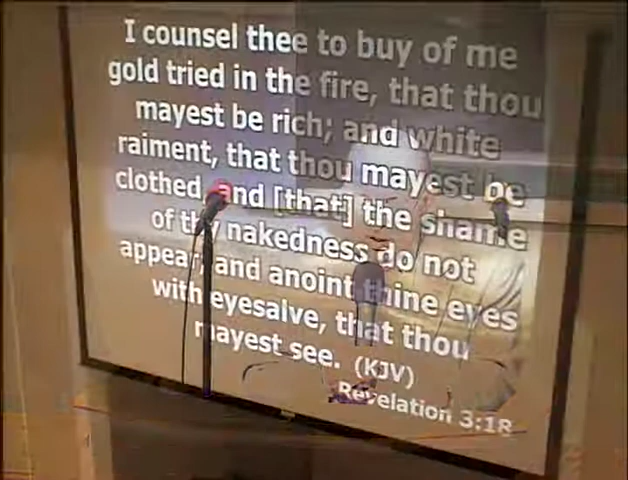 I counsel thee to buy of me
gold tried in the fire, that thou
mayest be rich; and white
raiment, that thou mayest be
clothed, and [that] the shame
of thy nakedness do not
appear; and anoint thine eyes
with eyesalve, that thou
mayest see. (KJV)
Revelation 3:18